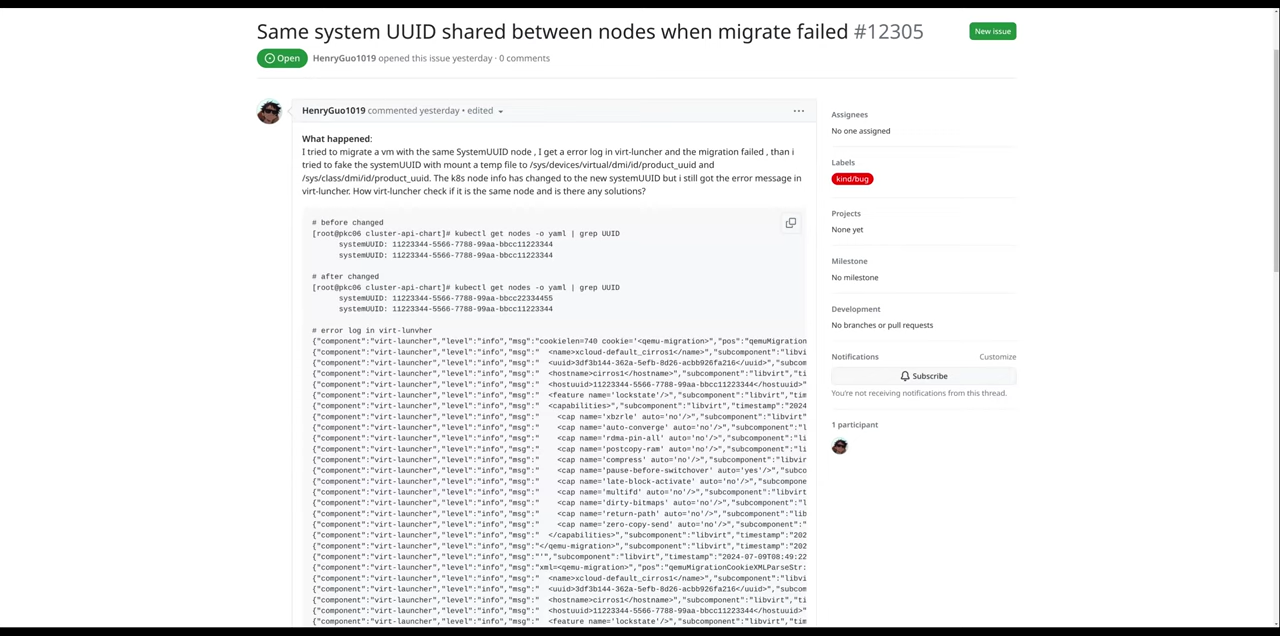 Same system UUID shared between nodes when migrate failed #12305
New issue
Open HenryGuo1019 opened this issue yesterday · 0 comments
HenryGuo1019 commented yesterday • edited
What happened:
I tried to migrate a vm with the same SystemUUID node , I get a error log in virt-luncher and the migration failed , than i
tried to fake the systemUUID with mount a temp file to /sys/devices/virtual/dmi/id/product_uuid and
/sys/class/dmi/id/product_uuid. The k8s node info has changed to the new systemUUID but i still got the error message in
virt-luncher. How virt-luncher check if it is the same node and is there any solutions?
# before changed
[root@pkc06 cluster-api-chart]# kubectl get nodes -o yaml | grep UUID
systemUUID: 11223344-5566-7788-99aa-bbcc11223344
systemUUID: 11223344-5566-7788-99aa-bbcc11223344
# after changed
[root@pkc06 cluster-api-chart]# kubectl get nodes -o yaml | grep UUID
systemUUID: 11223344-5566-7788-99aa-bbcc22334455
systemUUID: 11223344-5566-7788-99aa-bbcc11223344
# error log in virt-lunvher
{"component":"virt-launcher","level":"info","msg":"cookielen=740 cookie='<qemu-migration>","pos":"qemuMigration
{"component":"virt-launcher","level":"info","msg":"  <name>xcloud-default_cirros1</name>","subcomponent":"libvi
{"component":"virt-launcher","level":"info","msg":"  <uuid>3df3b144-362a-5efb-8d26-acbb926fa216</uuid>","subcom
{"component":"virt-launcher","level":"info","msg":"  <hostname>cirros1</hostname>","subcomponent":"libvirt","ti
{"component":"virt-launcher","level":"info","msg":"  <hostuuid>11223344-5566-7788-99aa-bbcc11223344</hostuuid>"
{"component":"virt-launcher","level":"info","msg":"  <feature name='lockstate'/>","subcomponent":"libvirt","tim
{"component":"virt-launcher","level":"info","msg":"  <capabilities>","subcomponent":"libvirt","timestamp":"2024
{"component":"virt-launcher","level":"info","msg":"    <cap name='xbzrle' auto='no'/>","subcomponent":"libvirt"
{"component":"virt-launcher","level":"info","msg":"    <cap name='auto-converge' auto='no'/>","subcomponent":"l
{"component":"virt-launcher","level":"info","msg":"    <cap name='rdma-pin-all' auto='no'/>","subcomponent":"li
{"component":"virt-launcher","level":"info","msg":"    <cap name='postcopy-ram' auto='no'/>","subcomponent":"li
{"component":"virt-launcher","level":"info","msg":"    <cap name='compress' auto='no'/>","subcomponent":"libvir
{"component":"virt-launcher","level":"info","msg":"    <cap name='pause-before-switchover' auto='yes'/>","subco
{"component":"virt-launcher","level":"info","msg":"    <cap name='late-block-activate' auto='no'/>","subcompone
{"component":"virt-launcher","level":"info","msg":"    <cap name='multifd' auto='no'/>","subcomponent":"libvirt
{"component":"virt-launcher","level":"info","msg":"    <cap name='dirty-bitmaps' auto='no'/>","subcomponent":"l
{"component":"virt-launcher","level":"info","msg":"    <cap name='return-path' auto='no'/>","subcomponent":"lib
{"component":"virt-launcher","level":"info","msg":"    <cap name='zero-copy-send' auto='no'/>","subcomponent":"
{"component":"virt-launcher","level":"info","msg":"  </capabilities>","subcomponent":"libvirt","timestamp":"202
{"component":"virt-launcher","level":"info","msg":"</qemu-migration>","subcomponent":"libvirt","timestamp":"202
{"component":"virt-launcher","level":"info","msg":"'","subcomponent":"libvirt","timestamp":"2024-07-09T08:49:22
{"component":"virt-launcher","level":"info","msg":"xml=<qemu-migration>","pos":"qemuMigrationCookieXMLParseStr:
{"component":"virt-launcher","level":"info","msg":"  <name>xcloud-default_cirros1</name>","subcomponent":"libvi
{"component":"virt-launcher","level":"info","msg":"  <uuid>3df3b144-362a-5efb-8d26-acbb926fa216</uuid>","subcom
{"component":"virt-launcher","level":"info","msg":"  <hostname>cirros1</hostname>","subcomponent":"libvirt","ti
{"component":"virt-launcher","level":"info","msg":"  <hostuuid>11223344-5566-7788-99aa-bbcc11223344</hostuuid>"
{"component":"virt-launcher","level":"info","msg":"  <feature name='lockstate'/>","subcomponent":"libvirt","tim
Assignees
No one assigned
Labels
kind/bug
Projects
None yet
Milestone
No milestone
Development
No branches or pull requests
Notifications Customize
Subscribe
You're not receiving notifications from this thread.
1 participant